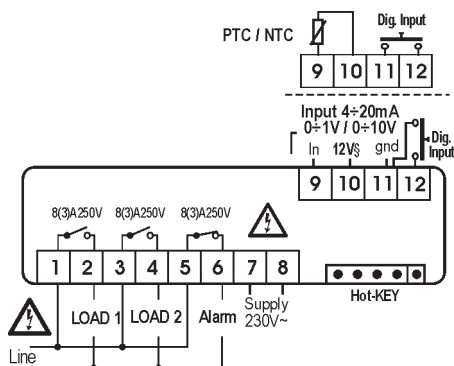 PTC / NTC
Dig. Input
9 10 11 12
Input 4÷20mA
0÷1V / 0÷10V
In 12V§ gnd
Dig.
Input
9 10 11 12
8(3)A250V 8(3)A250V 8(3)A250V
1 2 3 4 5 6 7 8
Hot-KEY
LOAD 1 LOAD 2 Alarm Supply
230V~
Line